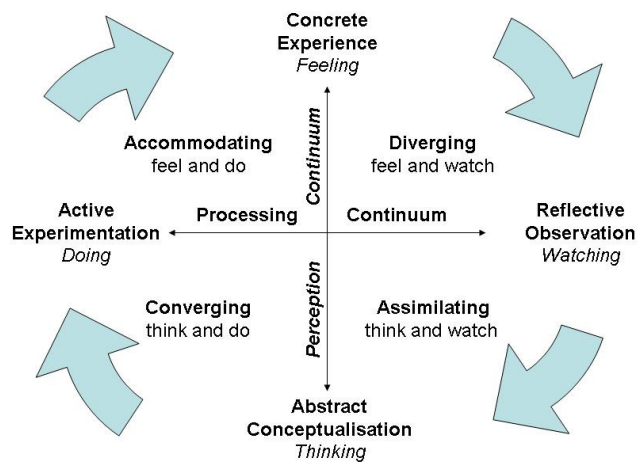 Concrete
Experience
Feeling
Accommodating
feel and do
Continuum
Diverging
feel and watch
Active
Experimentation
Doing
Processing Continuum
Reflective
Observation
Watching
Converging
think and do
Perception
Assimilating
think and watch
Abstract
Conceptualisation
Thinking